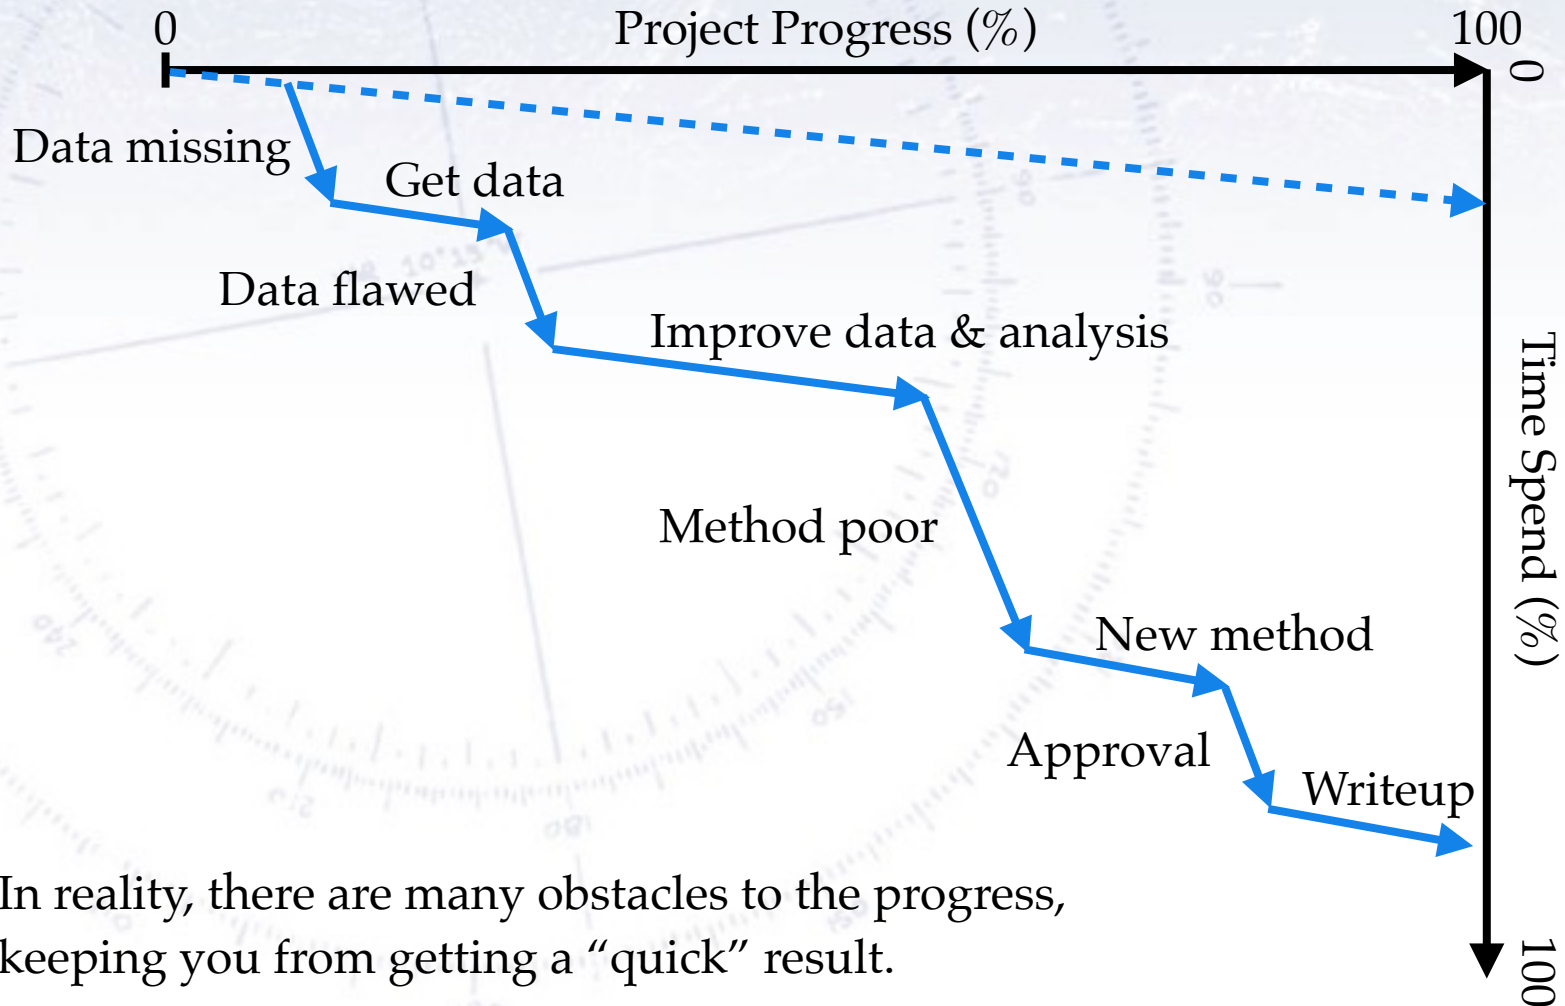 0
Project Progress (%)
100
0
Data missing
Get data
Data flawed
Improve data & analysis
Time Spend (%)
Method poor
New method
Approval
Writeup
In reality, there are many obstacles to the progress,
keeping you from getting a “quick” result.
100